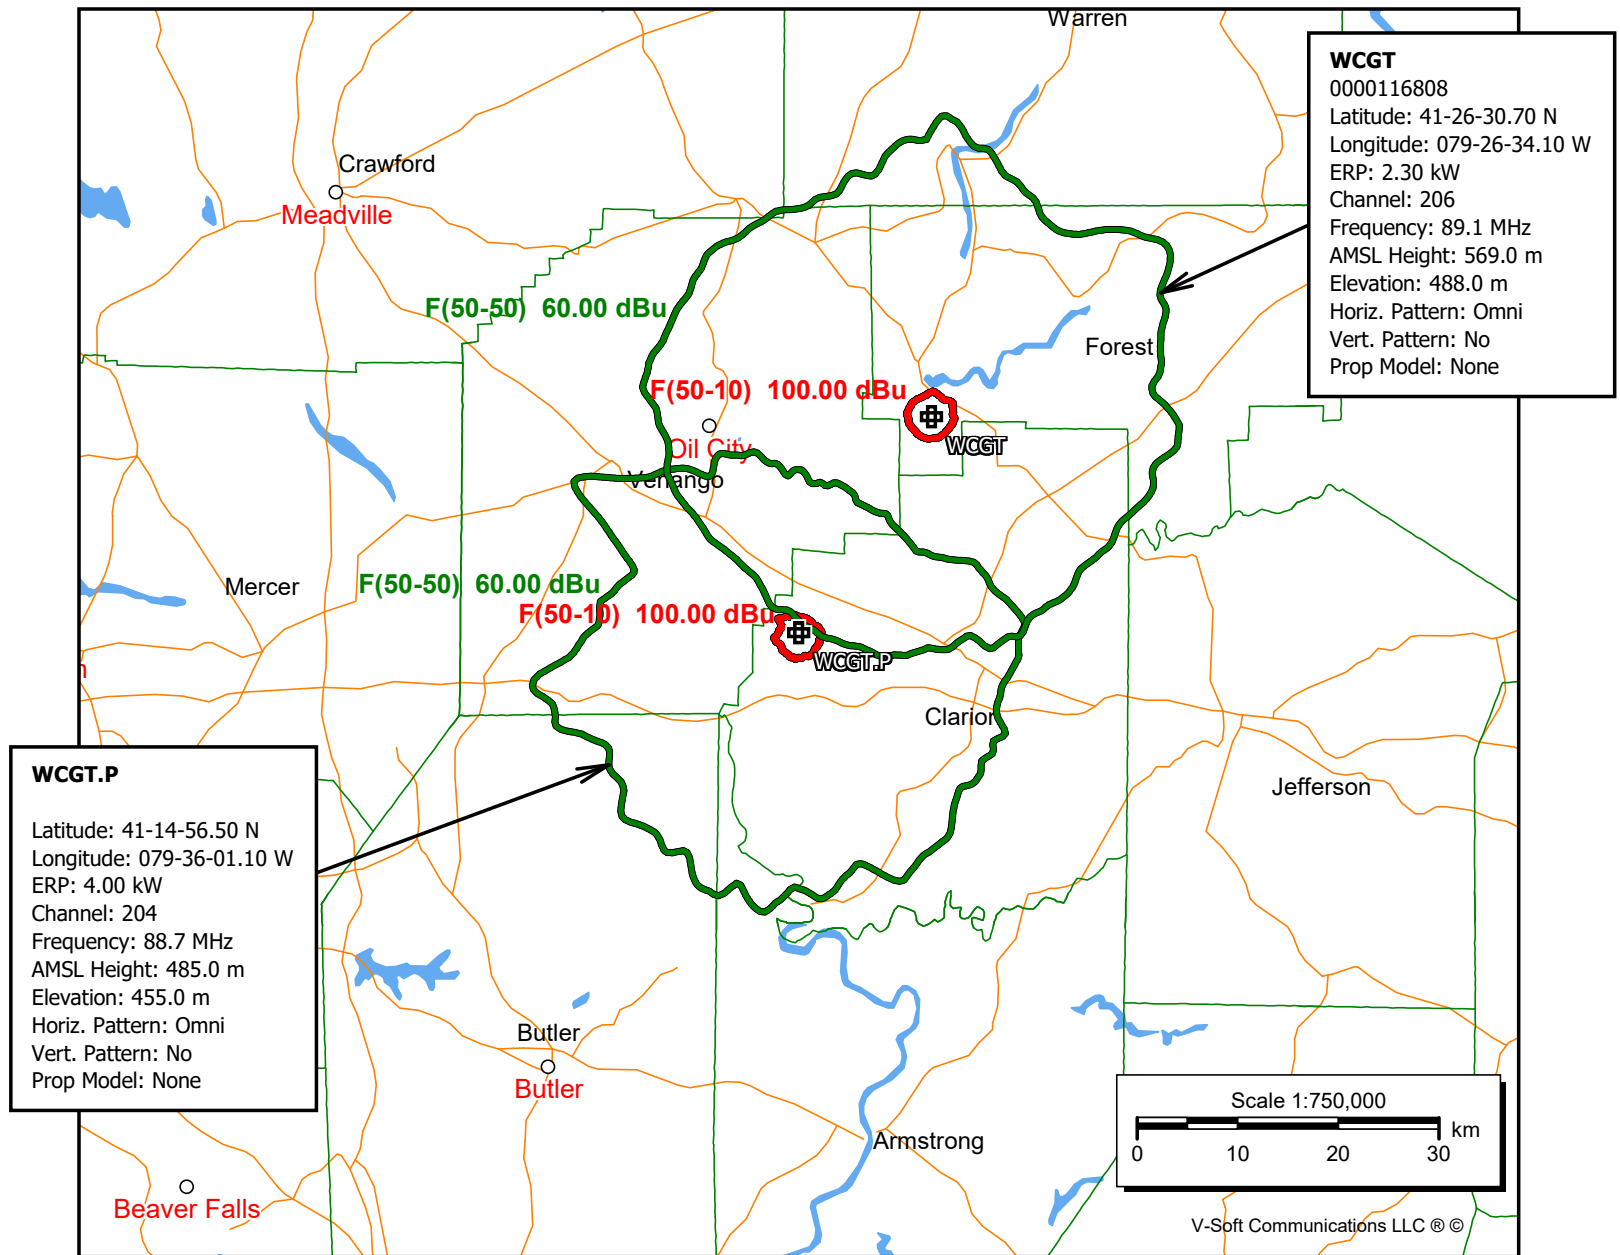 Warren
WCGT
0000116808
Latitude: 41-26-30.70 N
Longitude: 079-26-34.10 W
ERP: 2.30 kW
Channel: 206
Frequency: 89.1 MHz
AMSL Height: 569.0 m
Elevation: 488.0 m
Horiz. Pattern: Omni
Vert. Pattern: No
Prop Model: None
Crawford
Meadville
F(50-50) 60.00 dBu
Forest
F(50-10) 100.00 dBu
Oil City
WCGT
Venango
Mercer
F(50-50) 60.00 dBu
F(50-10) 100.00 dBu
WCGT.P
n
Clarion
Jefferson
WCGT.P
Latitude: 41-14-56.50 N
Longitude: 079-36-01.10 W
ERP: 4.00 kW
Channel: 204
Frequency: 88.7 MHz
AMSL Height: 485.0 m
Elevation: 455.0 m
Horiz. Pattern: Omni
Vert. Pattern: No
Prop Model: None
Butler
Butler
Armstrong
Beaver Falls
Scale 1:750,000
km
0 10 20 30
V-Soft Communications LLC ® ©